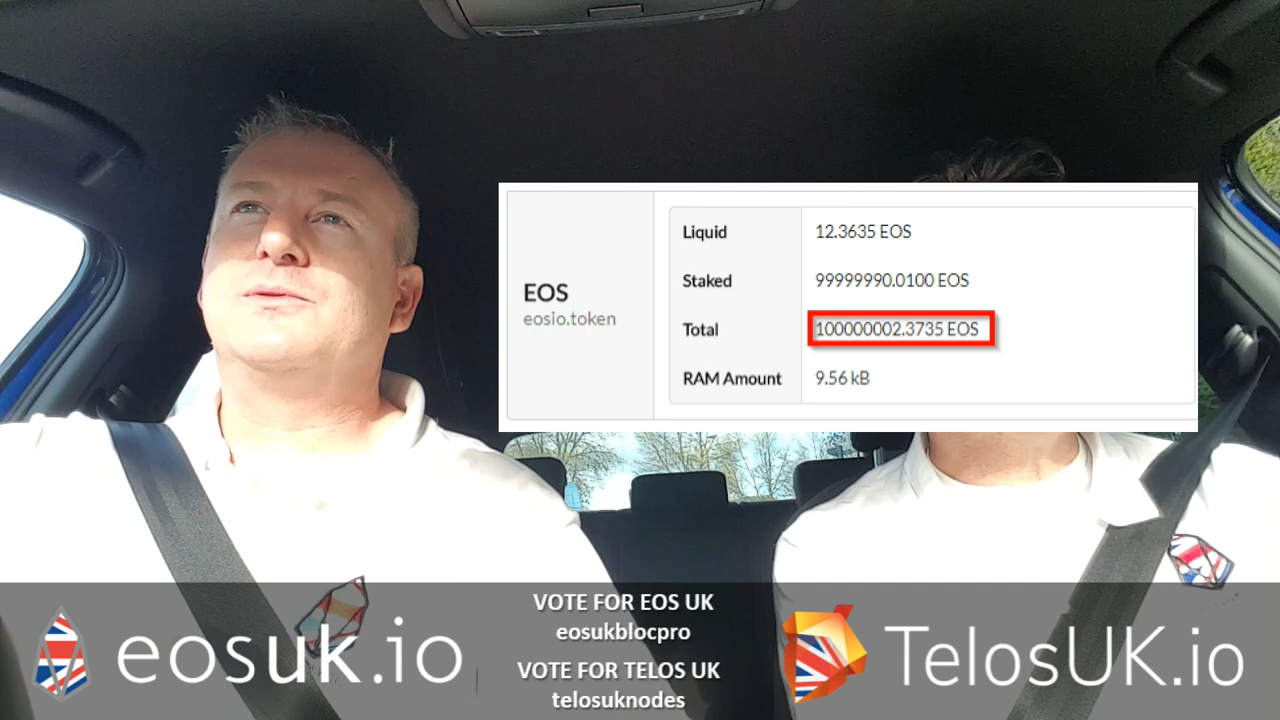 EOS
eosio.token
Liquid 12.3635 EOS
Staked 99999990.0100 EOS
Total 100000002.3735 EOS
RAM Amount 9.56 kB
eosuk.io
VOTE FOR EOS UK
eosukblocpro
VOTE FOR TELOS UK
telosuknodes
TelosUK.io